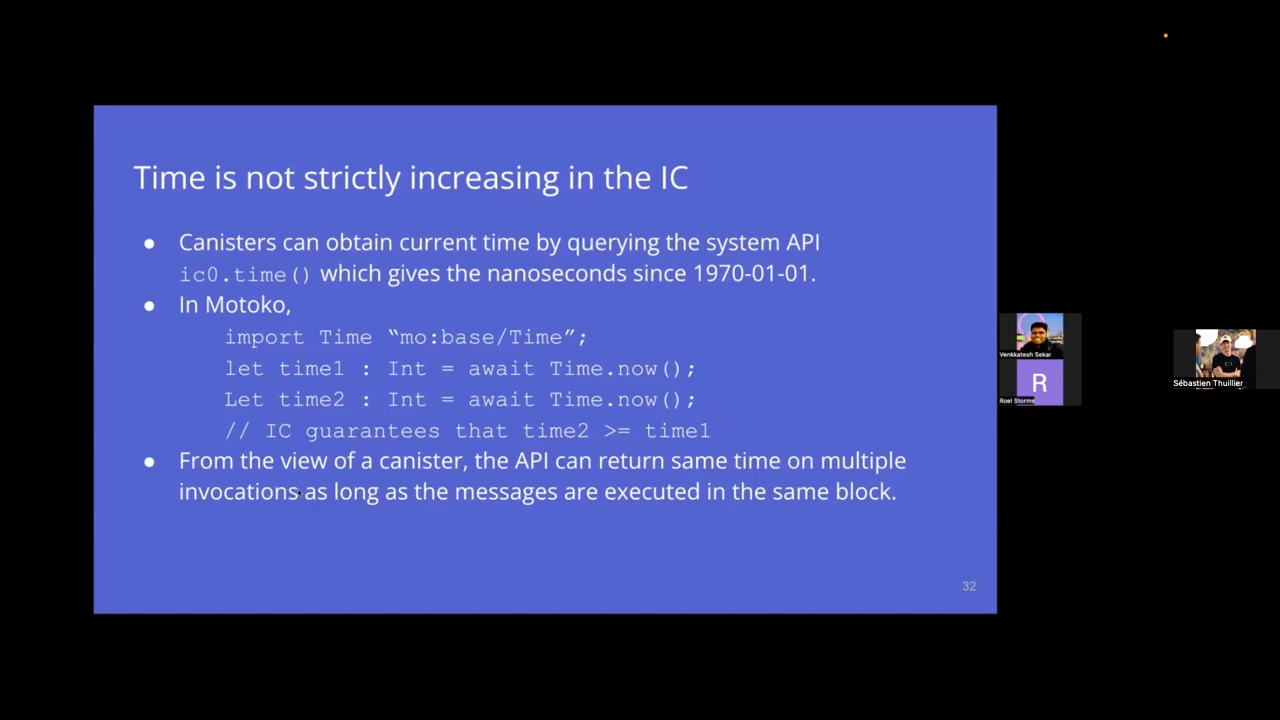 Time is not strictly increasing in the IC
● Canisters can obtain current time by querying the system API
ic0.time() which gives the nanoseconds since 1970-01-01.
● In Motoko,
import Time “mo:base/Time”;
let time1 : Int = await Time.now();
Let time2 : Int = await Time.now();
// IC guarantees that time2 >= time1
● From the view of a canister, the API can return same time on multiple
invocations as long as the messages are executed in the same block.
32
Venkkatesh Sekar
R
Roel Storms
Sébastien Thuillier